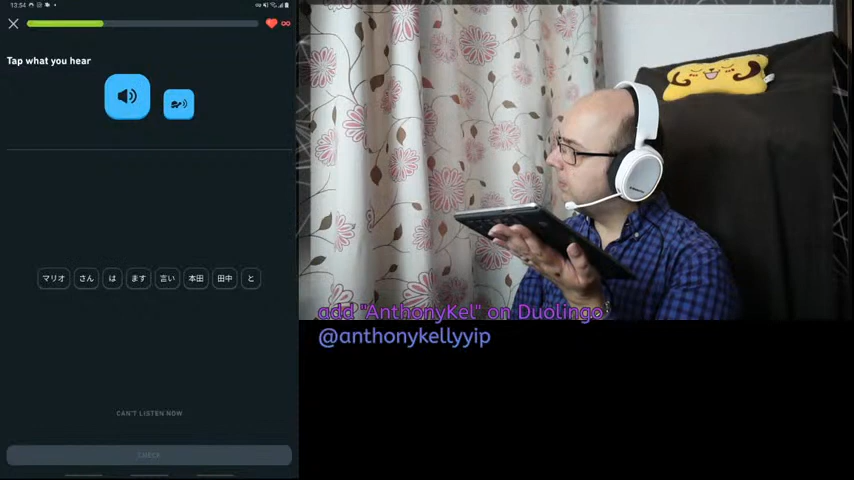 13:54
Tap what you hear
マリオ さん は ます 言い 本田 田中 と
CAN'T LISTEN NOW
CHECK
add "AnthonyKel" on Duolingo
@anthonykellyyip